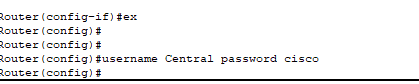 Router(config-if)#ex
Router(config)#
Router(config)#
Router(config)#username Central password cisco
Router(config)#